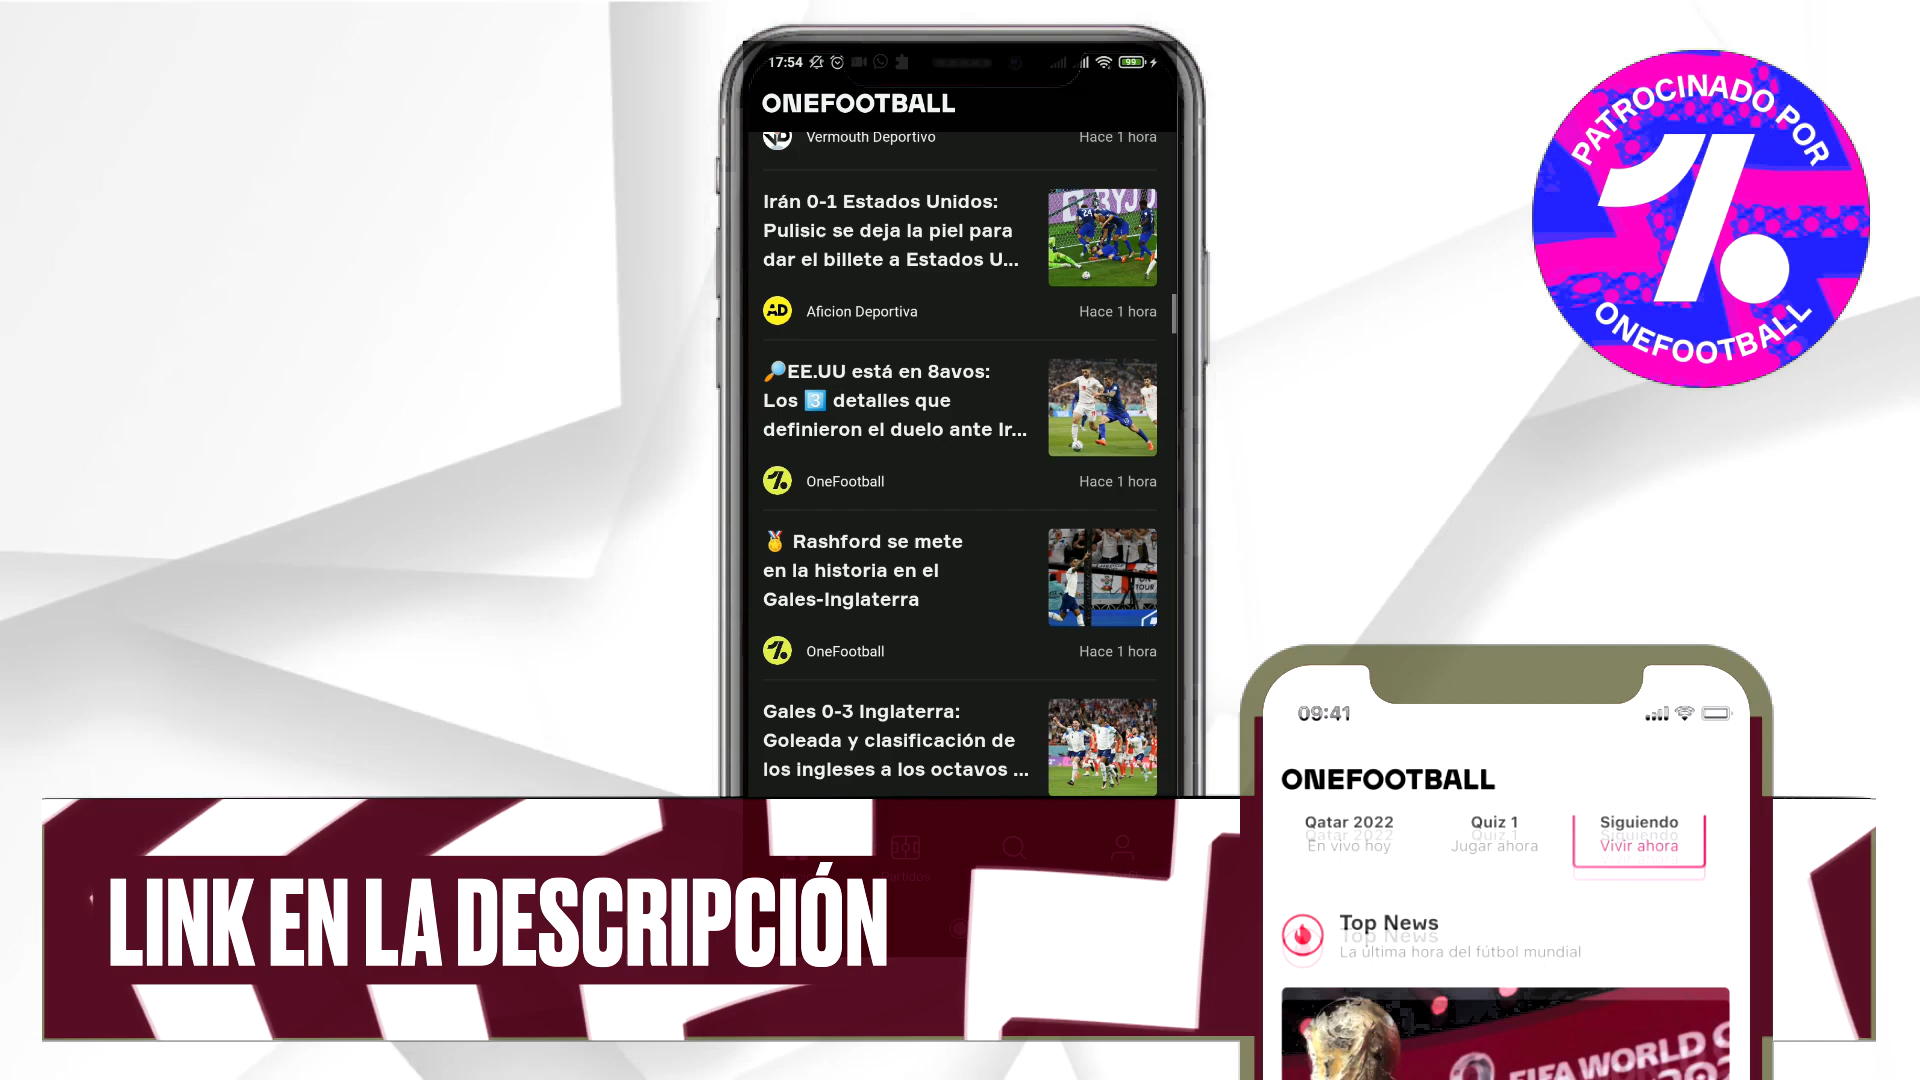 17:54
99
ONEFOOTBALL
Vermouth Deportivo
Hace 1 hora
Irán 0-1 Estados Unidos:
Pulisic se deja la piel para
dar el billete a Estados U...
Aficion Deportiva
Hace 1 hora
🔎EE.UU está en 8avos:
Los 3️⃣ detalles que
definieron el duelo ante Ir...
OneFootball
Hace 1 hora
🏅 Rashford se mete
en la historia en el
Gales-Inglaterra
OneFootball
Hace 1 hora
Gales 0-3 Inglaterra:
Goleada y clasificación de
los ingleses a los octavos ...
PATROCINADO POR
ONEFOOTBALL
LINK EN LA DESCRIPCIÓN
09:41
ONEFOOTBALL
Qatar 2022
En vivo hoy
Quiz 1
Jugar ahora
Siguiendo
Vivir ahora
Top News
La última hora del fútbol mundial
FIFA WORLD